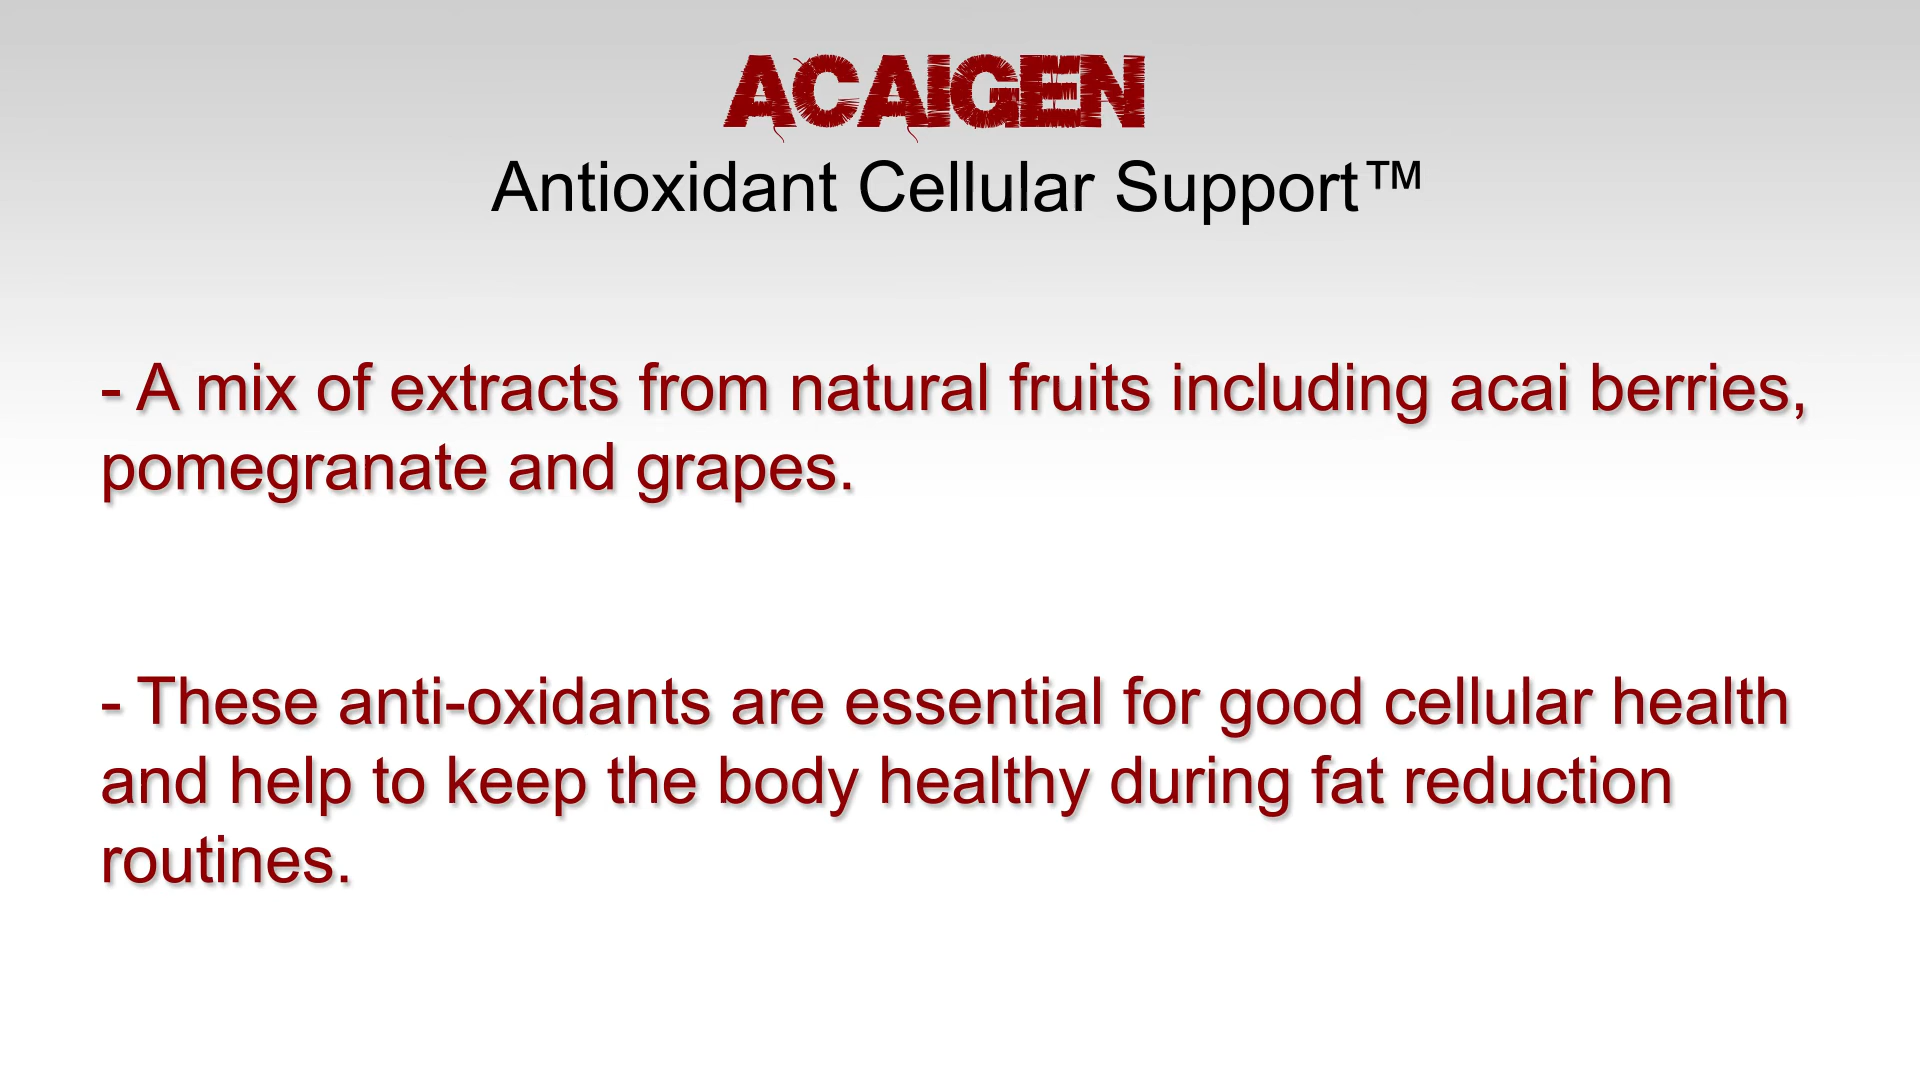 ACAIGEN
Antioxidant Cellular Support™
- A mix of extracts from natural fruits including acai berries,
pomegranate and grapes.
- These anti-oxidants are essential for good cellular health
and help to keep the body healthy during fat reduction
routines.